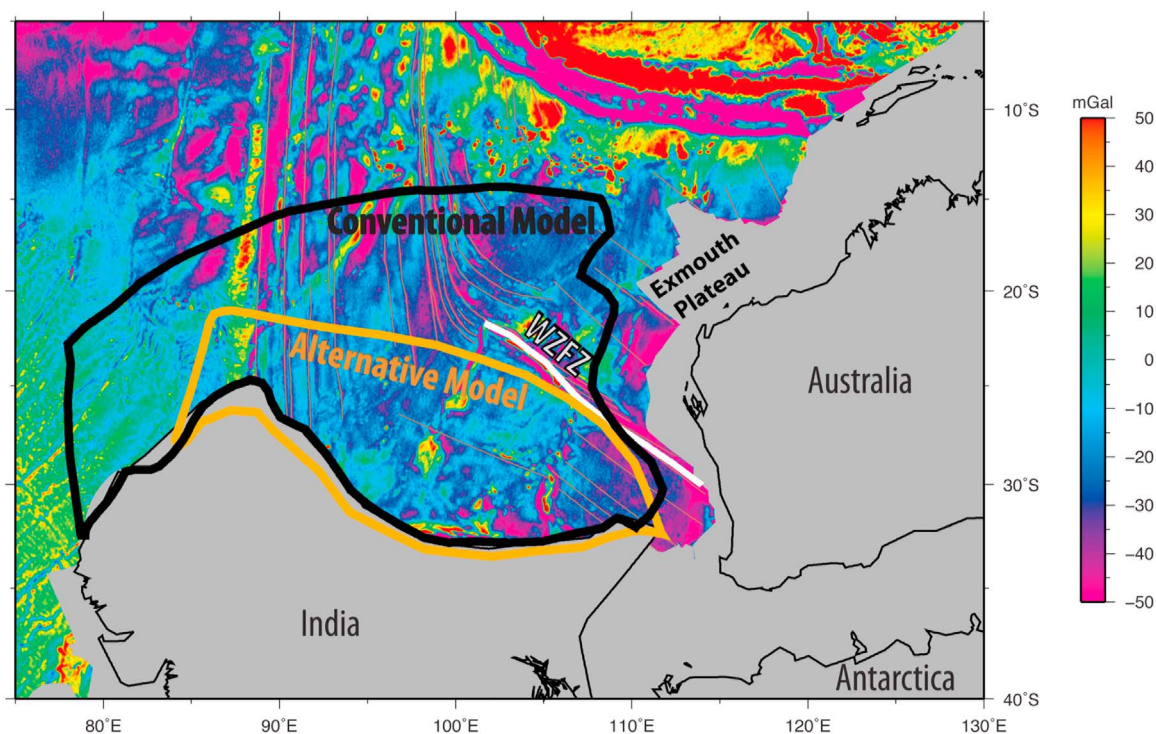 mGal
50
40
30
20
10
0
−10
−20
−30
−40
−50
10˚S
20˚S
30˚S
40˚S
Conventional Model
Exmouth
Plateau
WZFZ
Alternative Model
Australia
India
Antarctica
80˚E
90˚E
100˚E
110˚E
120˚E
130˚E